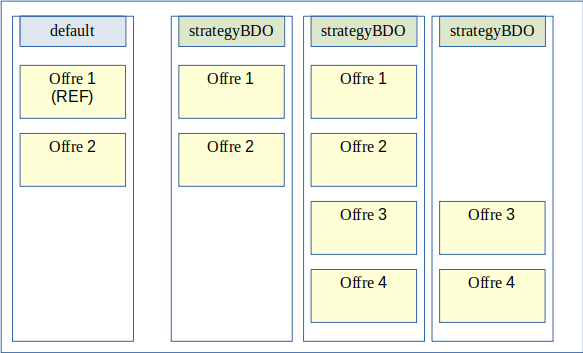 default
Offre 1
(REF)
Offre 2
strategyBDO
Offre 1
Offre 2
strategyBDO
Offre 1
Offre 2
Offre 3
Offre 4
strategyBDO
Offre 3
Offre 4